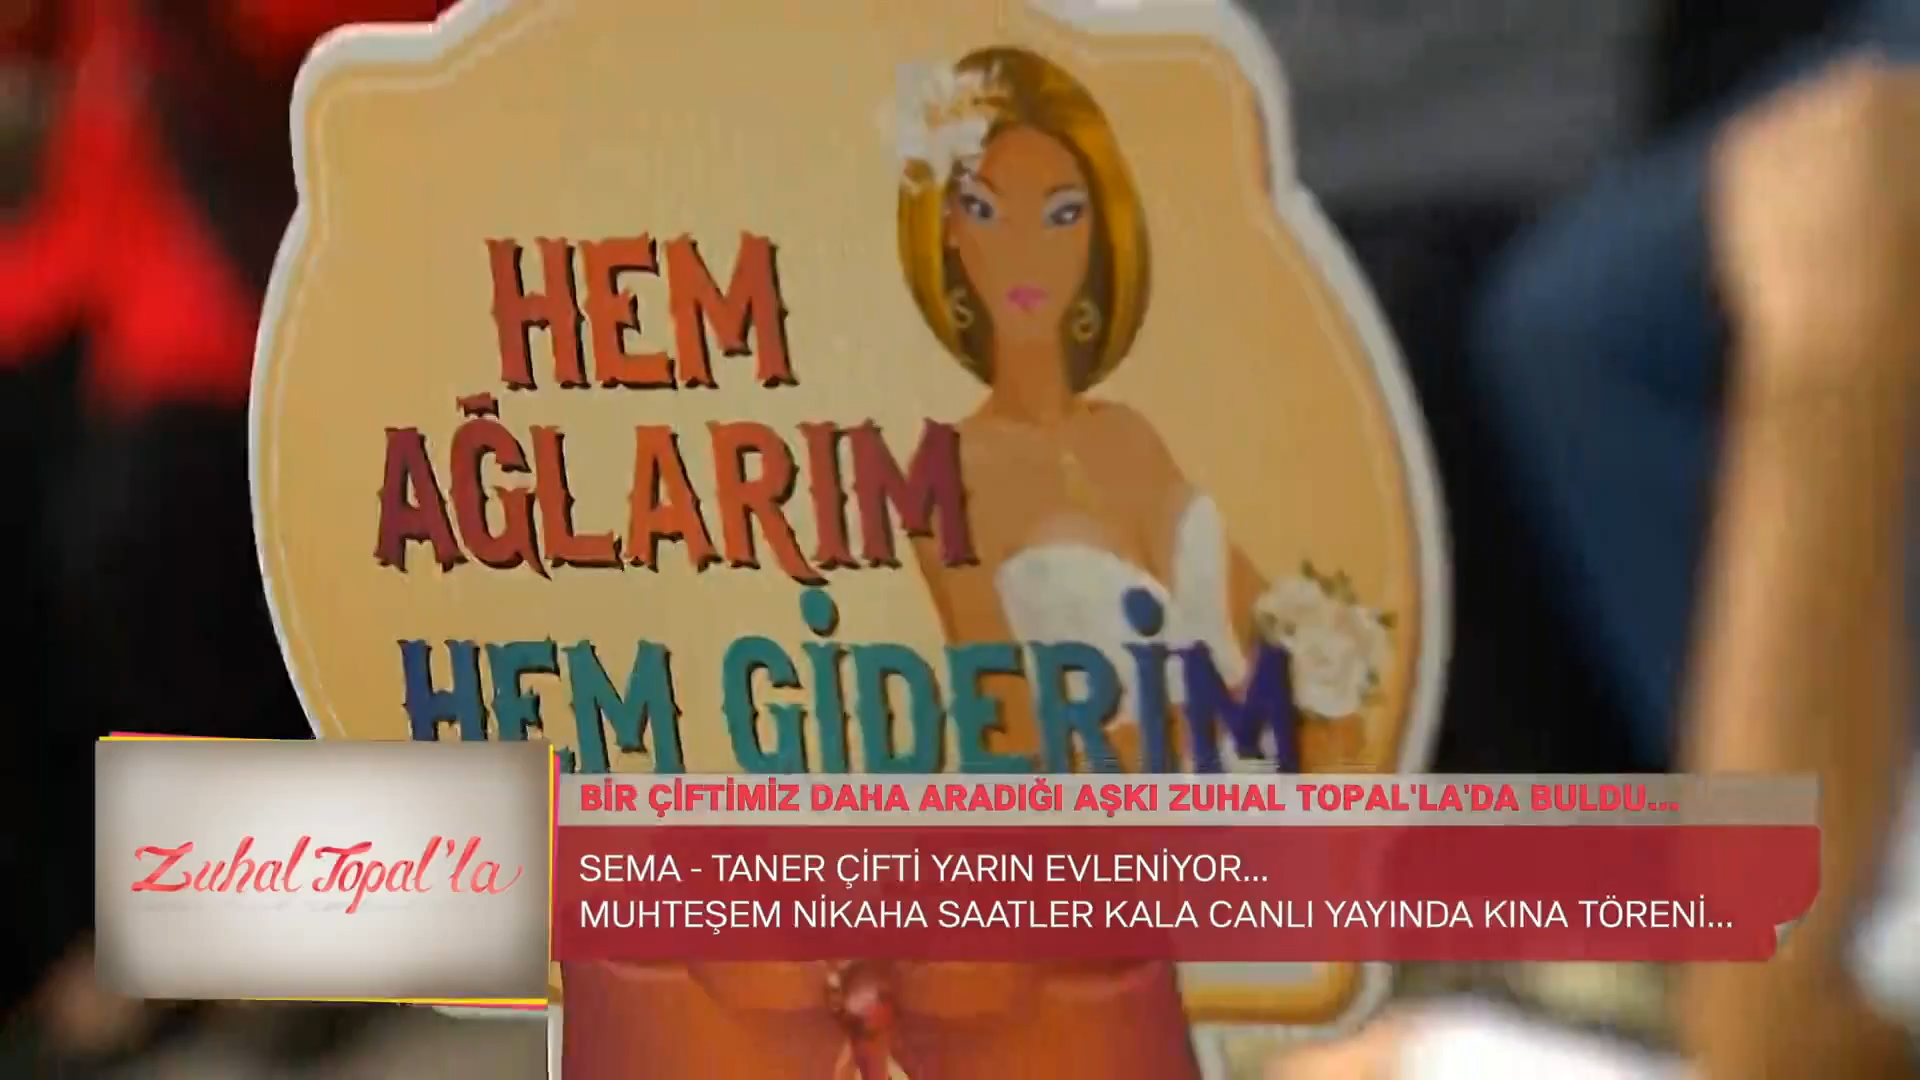 HEM
AĞLARIM
HEM GİDERİM
Zuhal Topal'la
BİR ÇİFTİMİZ DAHA ARADIĞI AŞKI ZUHAL TOPAL'LA'DA BULDU...
SEMA - TANER ÇİFTİ YARIN EVLENİYOR...
MUHTEŞEM NİKAHA SAATLER KALA CANLI YAYINDA KINA TÖRENİ...